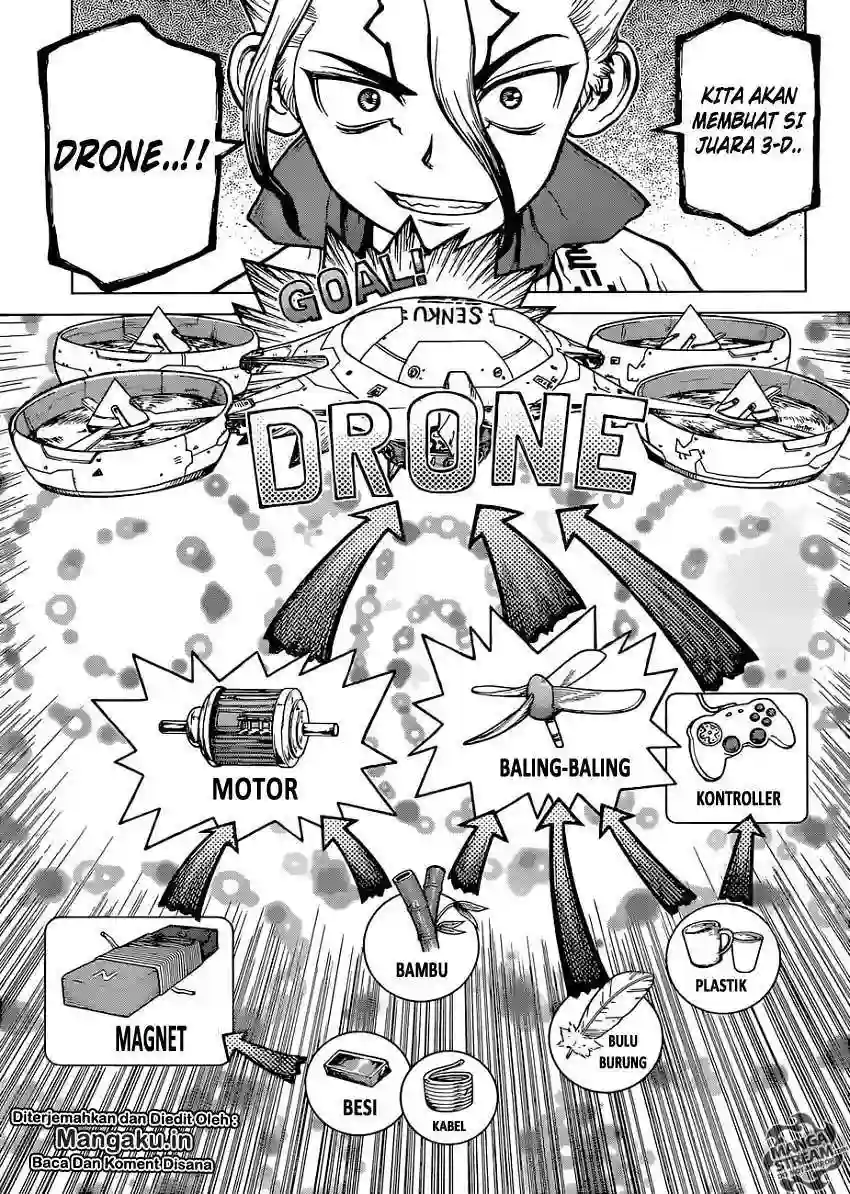 KITA AKAN
MEMBUAT SI
JUARA 3-D..
DRONE..!!
GOAL!
SENKU
DRONE
MOTOR
BALING-BALING
KONTROLLER
BAMBU
PLASTIK
MAGNET
N
BULU
BURUNG
BESI
KABEL
Diterjemahkan dan Diedit Oleh :
Mangaku.in
Baca Dan Koment Disana
MANGA
STREAM